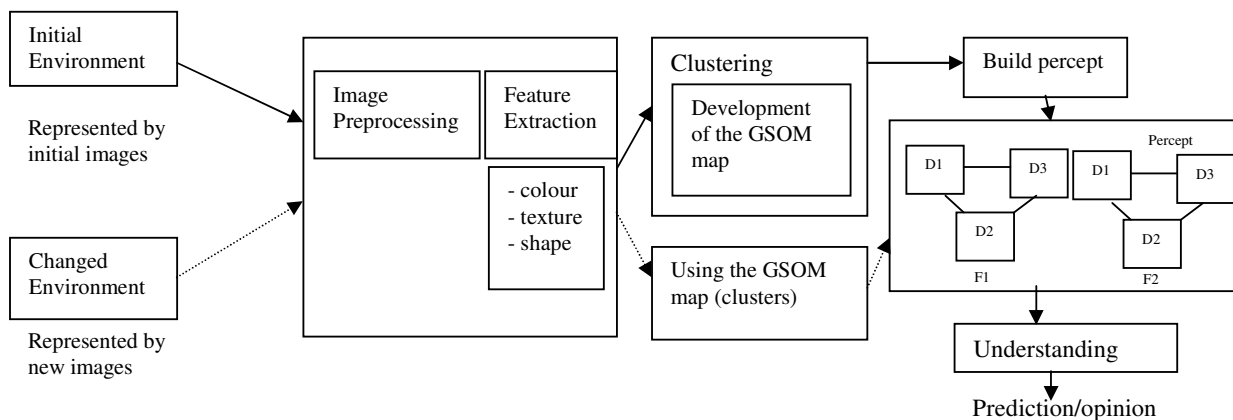 Initial
Environment
Represented by
initial images
Changed
Environment
Represented by
new images
Image
Preprocessing
Feature
Extraction
- colour
- texture
- shape
Clustering
Development
of the GSOM
map
Using the GSOM
map (clusters)
Build percept
Percept
D1
D3
D2
F1
D1
D3
D2
F2
Understanding
Prediction/opinion